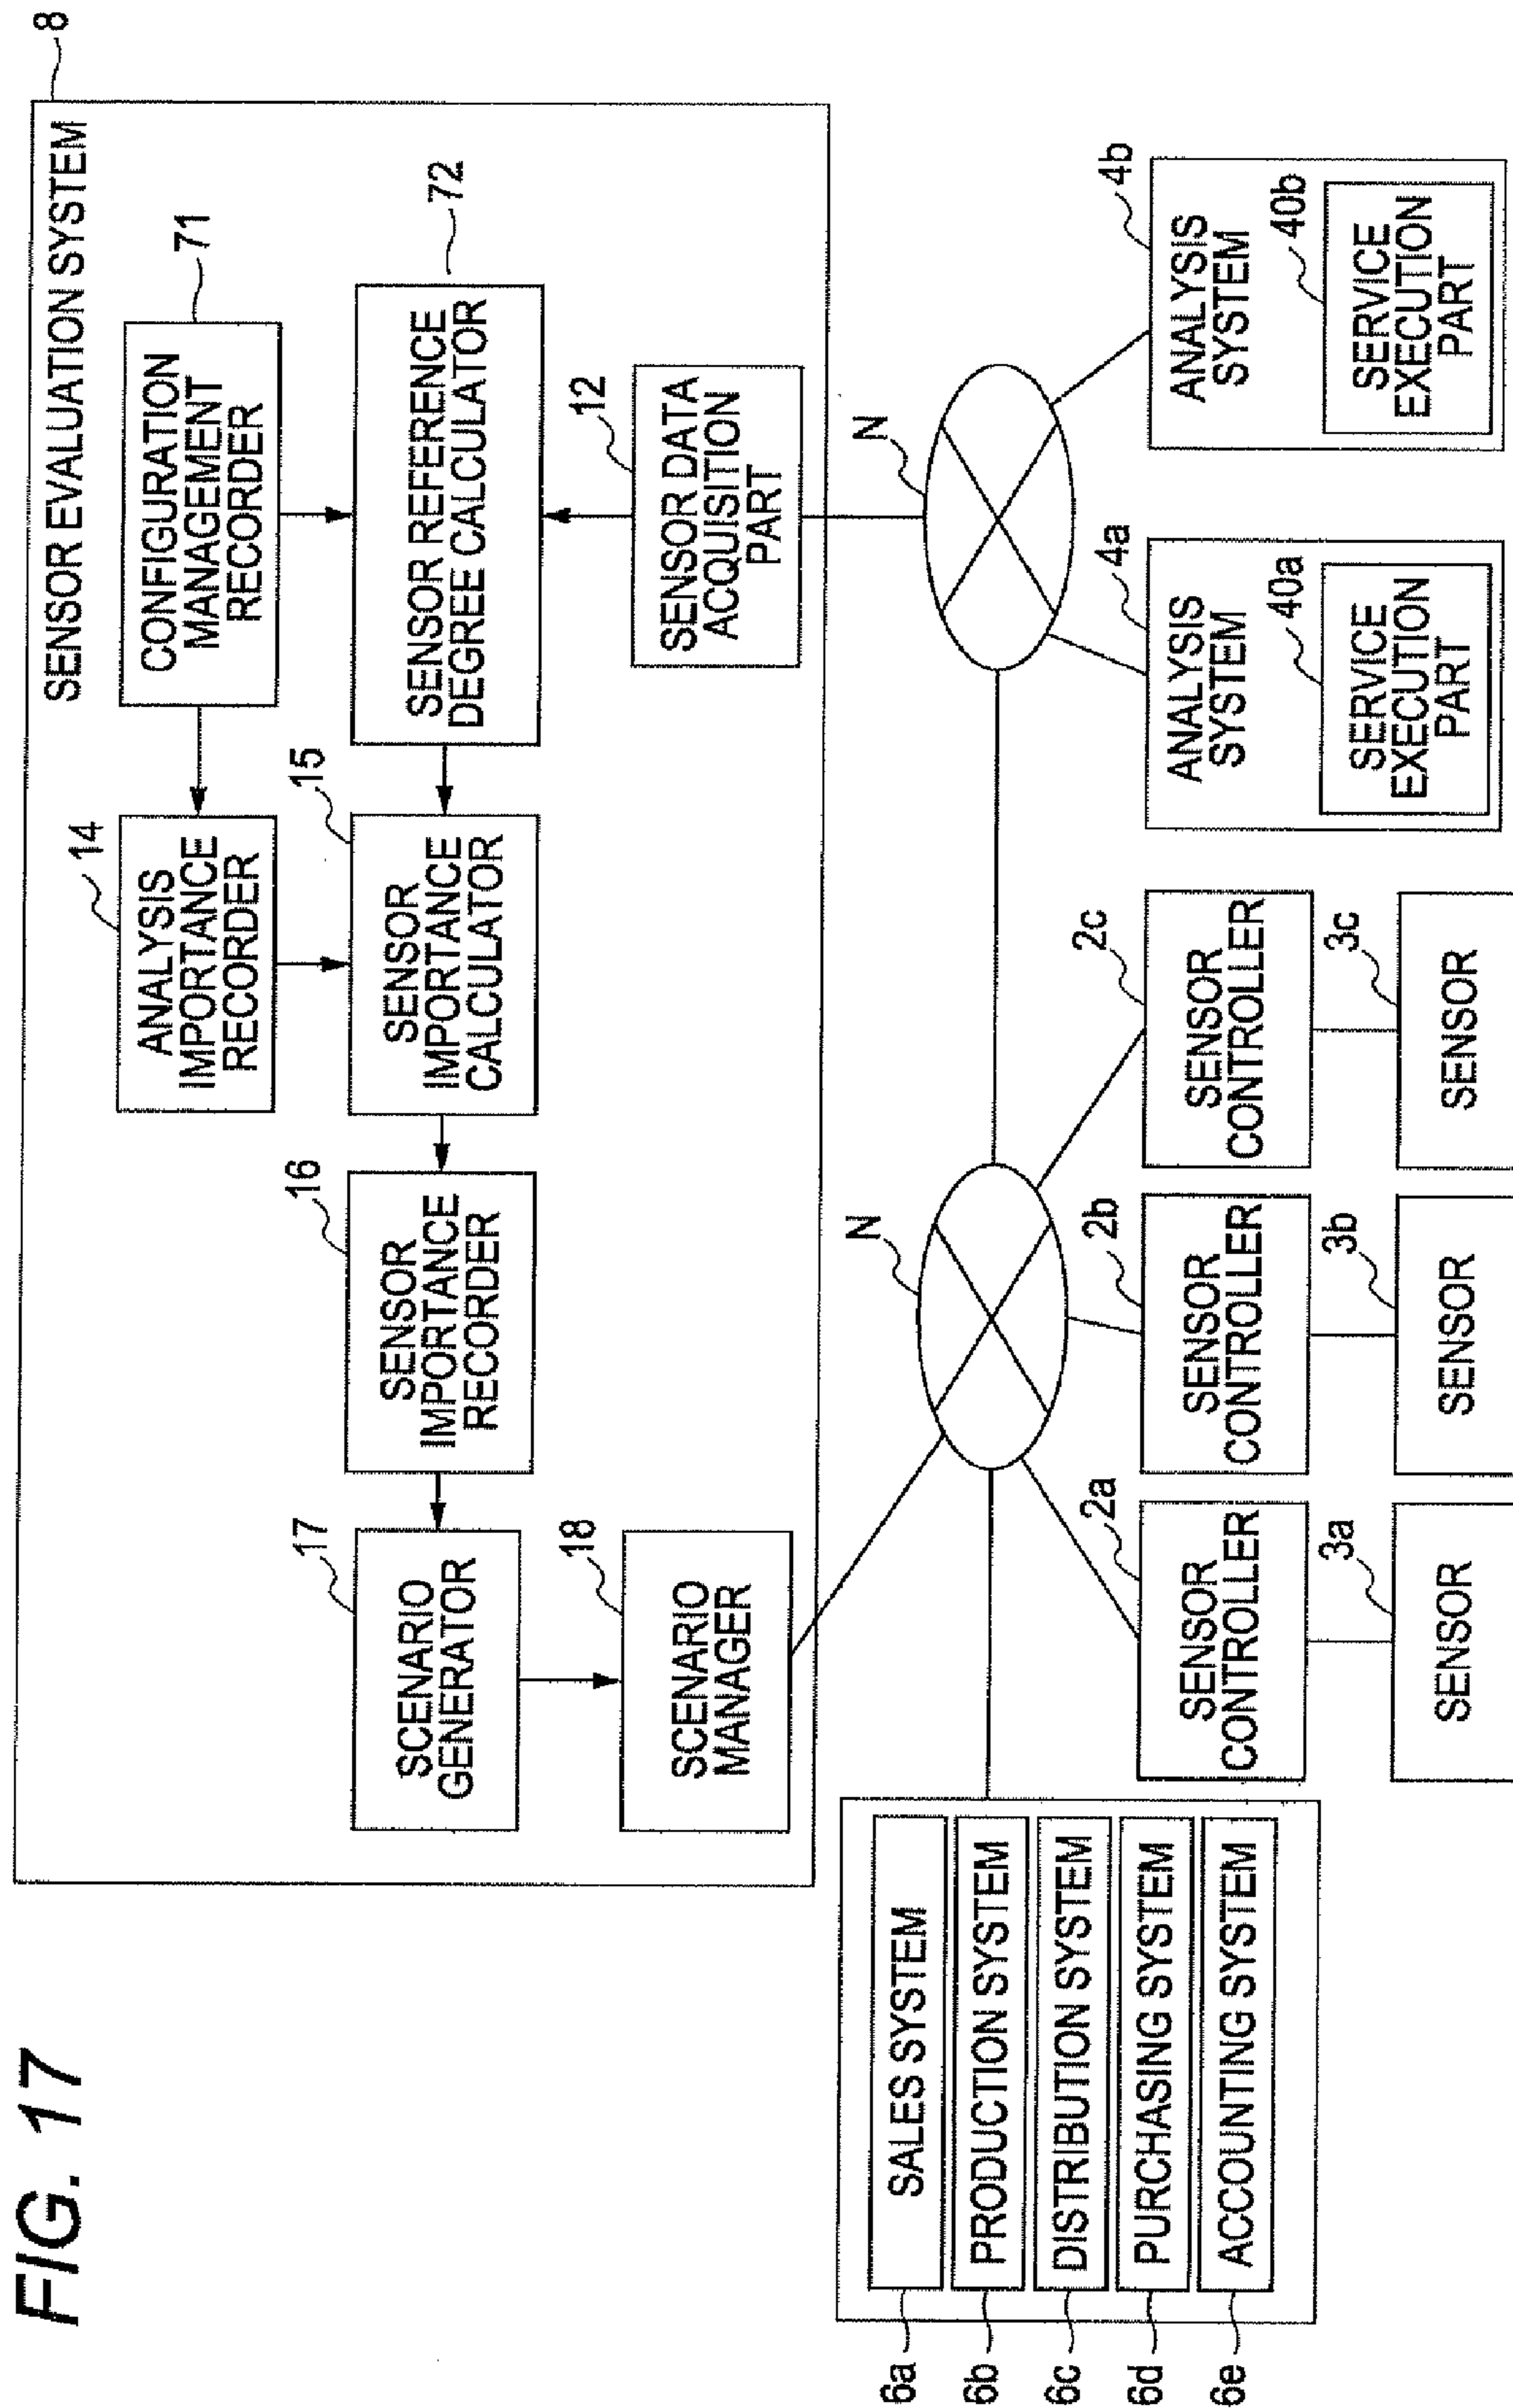 FIG. 17
8
SENSOR EVALUATION SYSTEM
17
SCENARIO
GENERATOR
16
SENSOR
IMPORTANCE
RECORDER
14
ANALYSIS
IMPORTANCE
RECORDER
71
CONFIGURATION
MANAGEMENT
RECORDER
15
SENSOR
IMPORTANCE
CALCULATOR
72
SENSOR REFERENCE
DEGREE CALCULATOR
18
SCENARIO
MANAGER
12
SENSOR DATA
ACQUISITION
PART
N
N
6a
SALES SYSTEM
6b
PRODUCTION SYSTEM
6c
DISTRIBUTION SYSTEM
6d
PURCHASING SYSTEM
6e
ACCOUNTING SYSTEM
2a
SENSOR
CONTROLLER
2b
SENSOR
CONTROLLER
2c
SENSOR
CONTROLLER
3a
SENSOR
3b
SENSOR
3c
SENSOR
4a
ANALYSIS
SYSTEM
40a
SERVICE
EXECUTION
PART
4b
ANALYSIS
SYSTEM
40b
SERVICE
EXECUTION
PART